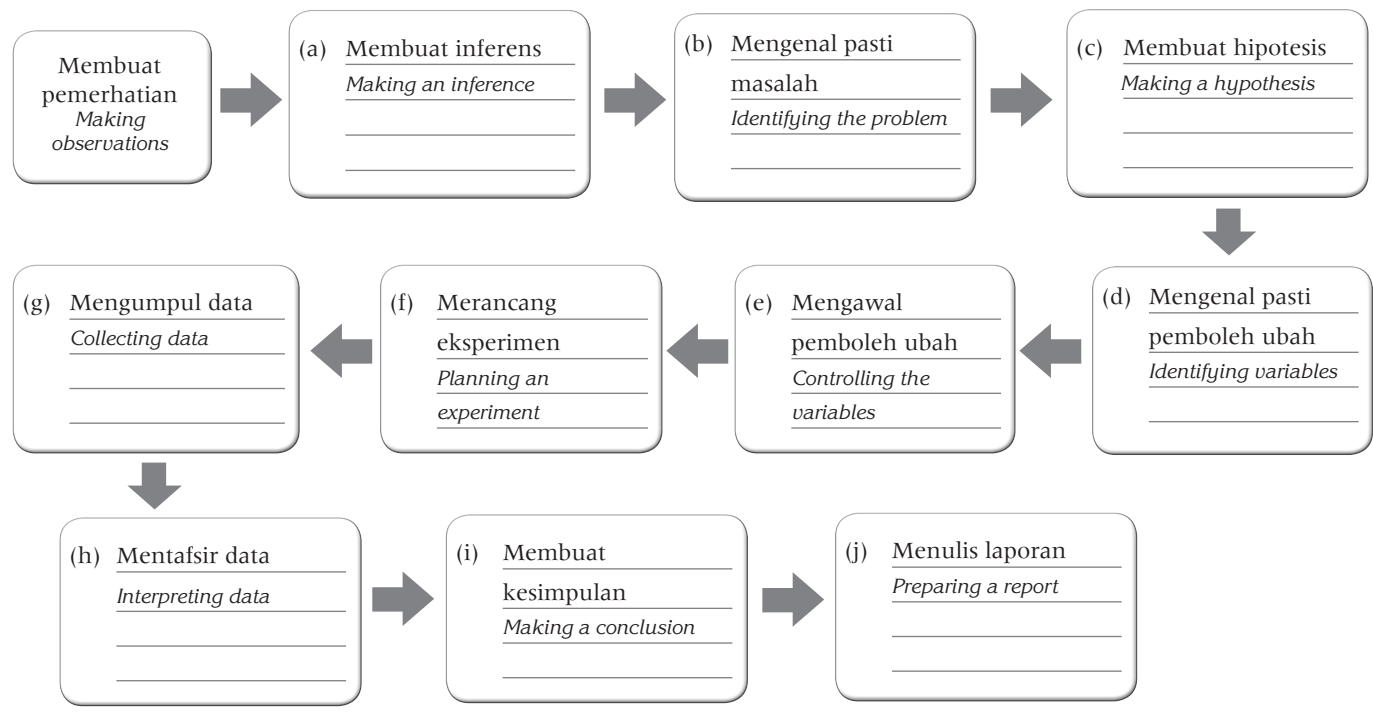 Membuat
pemerhatian
Making
observations
(a) Membuat inferens
Making an inference
(b) Mengenal pasti
masalah
Identifying the problem
(c) Membuat hipotesis
Making a hypothesis
(d) Mengenal pasti
pemboleh ubah
Identifying variables
(e) Mengawal
pemboleh ubah
Controlling the
variables
(f) Merancang
eksperimen
Planning an
experiment
(g) Mengumpul data
Collecting data
(h) Mentafsir data
Interpreting data
(i) Membuat
kesimpulan
Making a conclusion
(j) Menulis laporan
Preparing a report